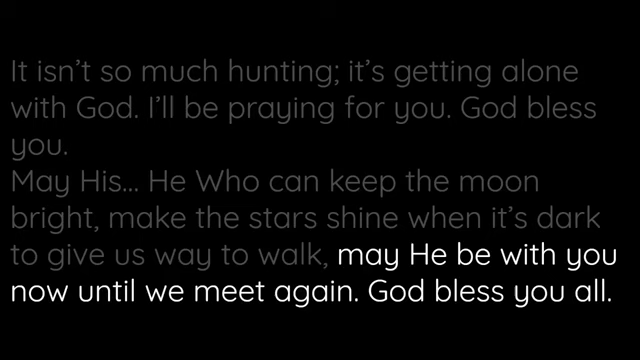 It isn’t so much hunting; it’s getting alone
with God. I’ll be praying for you. God bless
you.
May His... He Who can keep the moon
bright, make the stars shine when it’s dark
to give us way to walk, may He be with you
now until we meet again. God bless you all.